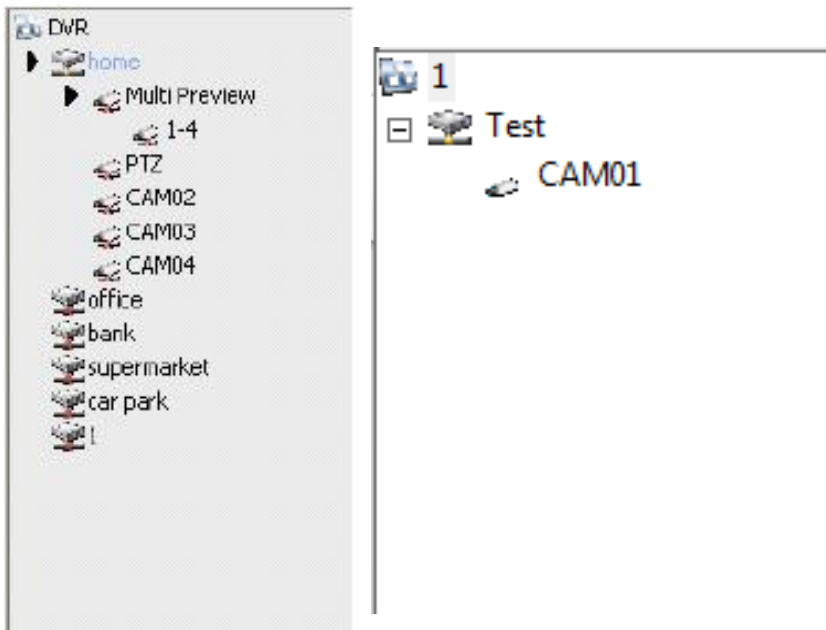 DVR
home
Multi Preview
1-4
PTZ
CAM02
CAM03
CAM04
office
bank
supermarket
car park
1
1
Test
CAM01